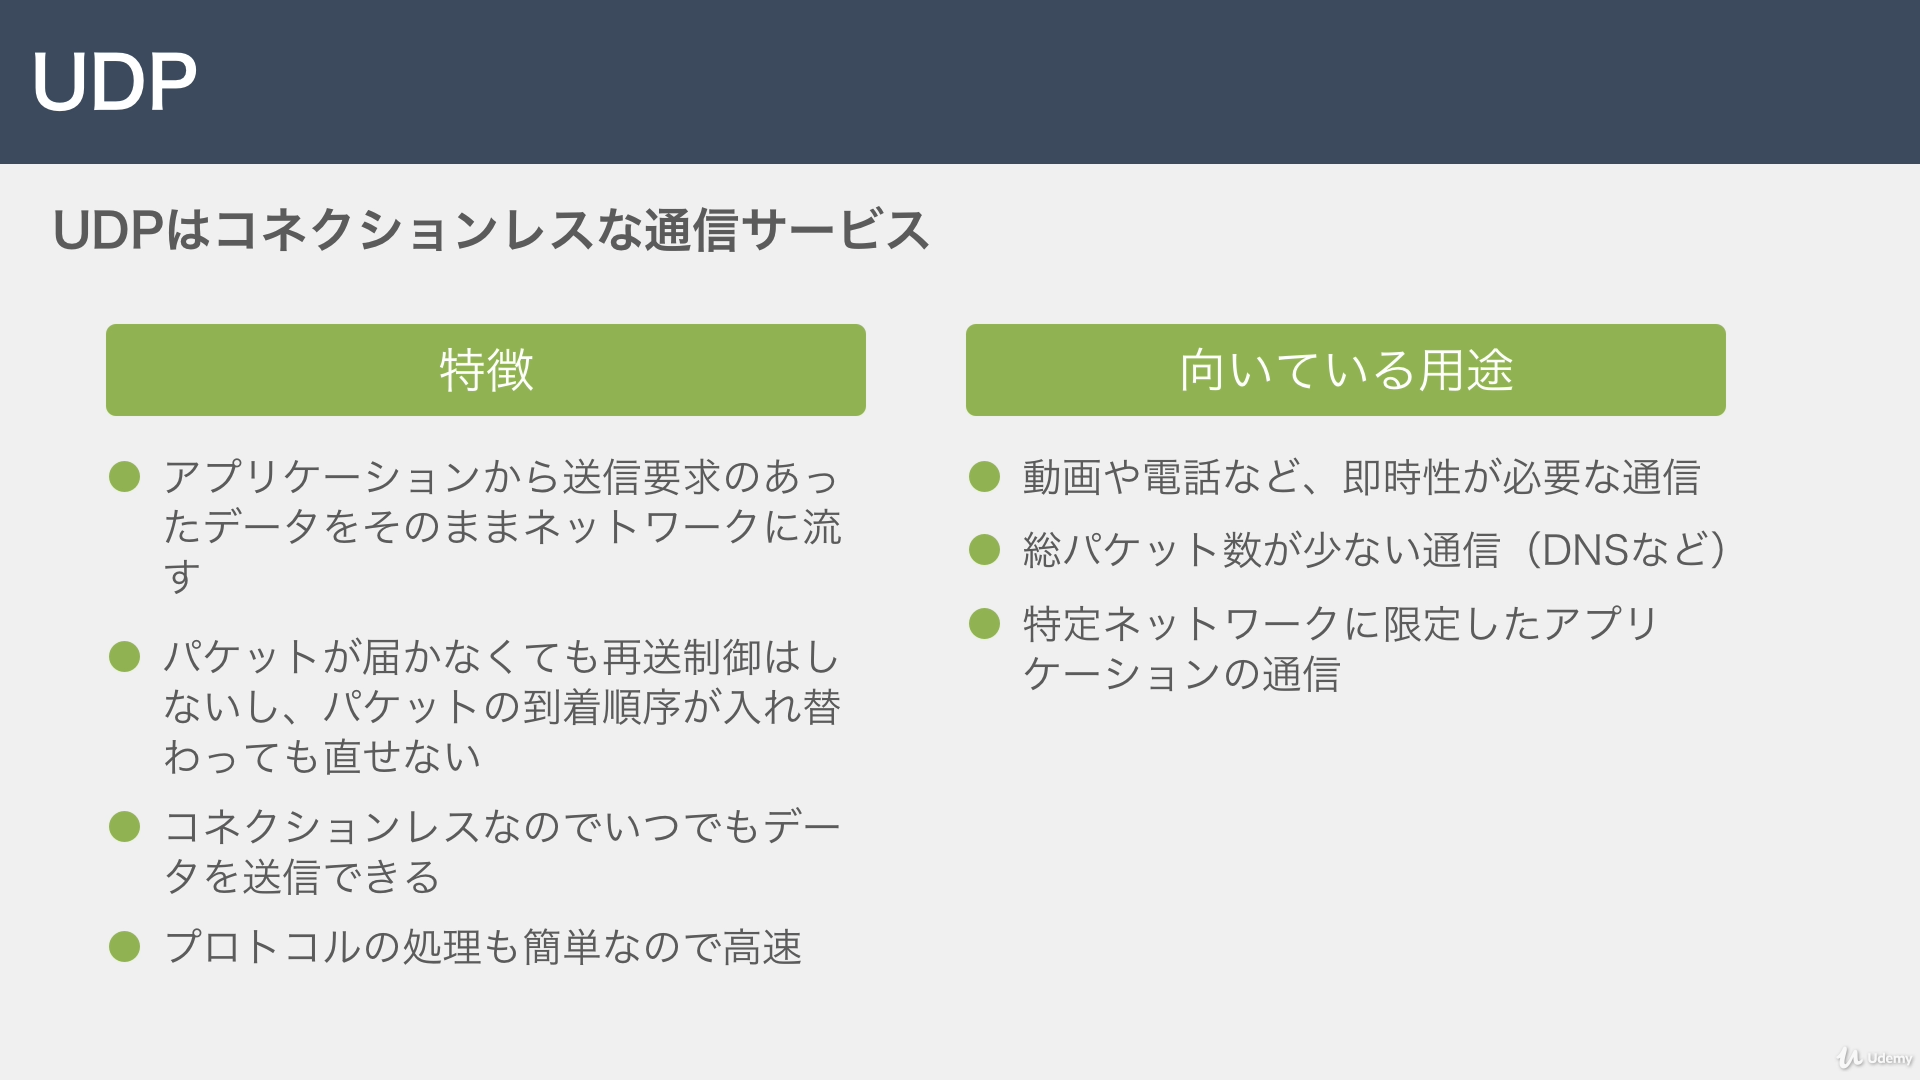 UDP
UDPはコネクションレスな通信サービス
特徴
アプリケーションから送信要求のあっ
たデータをそのままネットワークに流
す
パケットが届かなくても再送制御はし
ないし、パケットの到着順序が入れ替
わっても直せない
コネクションレスなのでいつでもデー
タを送信できる
プロトコルの処理も簡単なので高速
向いている用途
動画や電話など、即時性が必要な通信
総パケット数が少ない通信（DNSなど）
特定ネットワークに限定したアプリ
ケーションの通信
Udemy